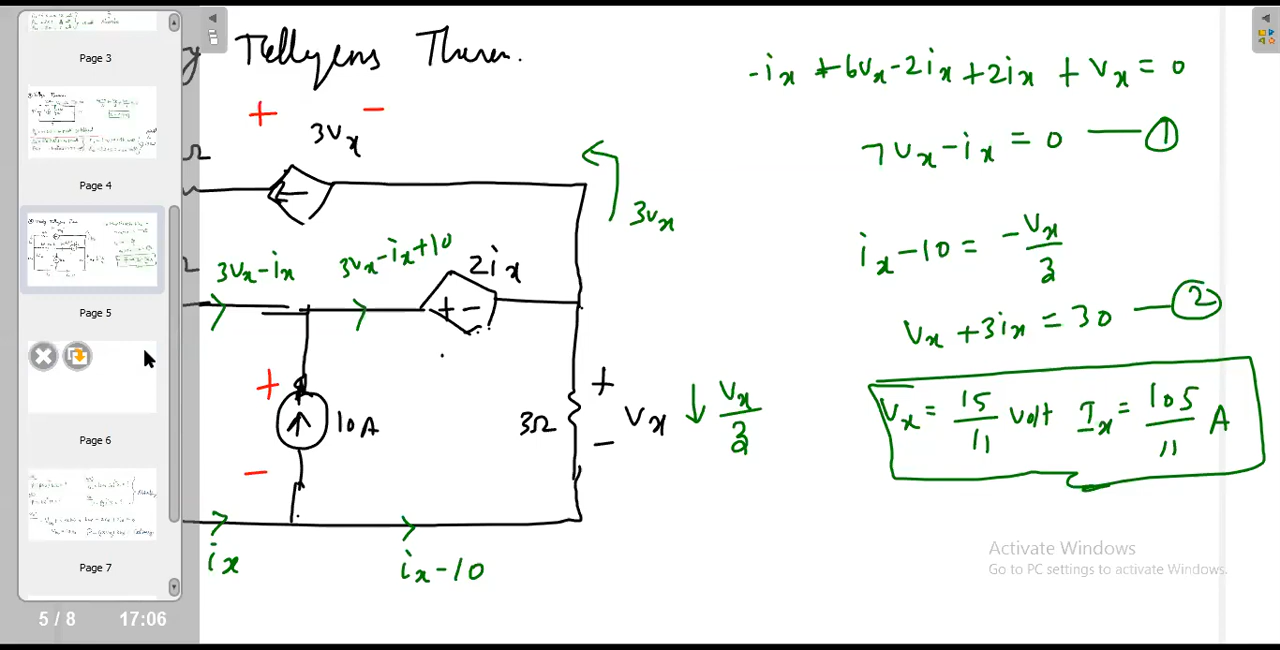 Page 3
Page 4
Page 5
Page 6
Page 7
5 / 8 17:06
y Tellygens Therem.
+ -
3Vx
Ω
3Vx
Ω
3Vx-ix
3Vx-ix+10
2ix
+ -
+
10A
-
3Ω
+
Vx
-
↓ Vx/3
ix
ix-10
-ix+6Vx-2ix+2ix+Vx=0
7Vx-ix=0 — ①
ix-10= -Vx/3
Vx+3ix=30 — ②
Vx= 15/11 Volt Ix= 105/11 A
Activate Windows
Go to PC settings to activate Windows.